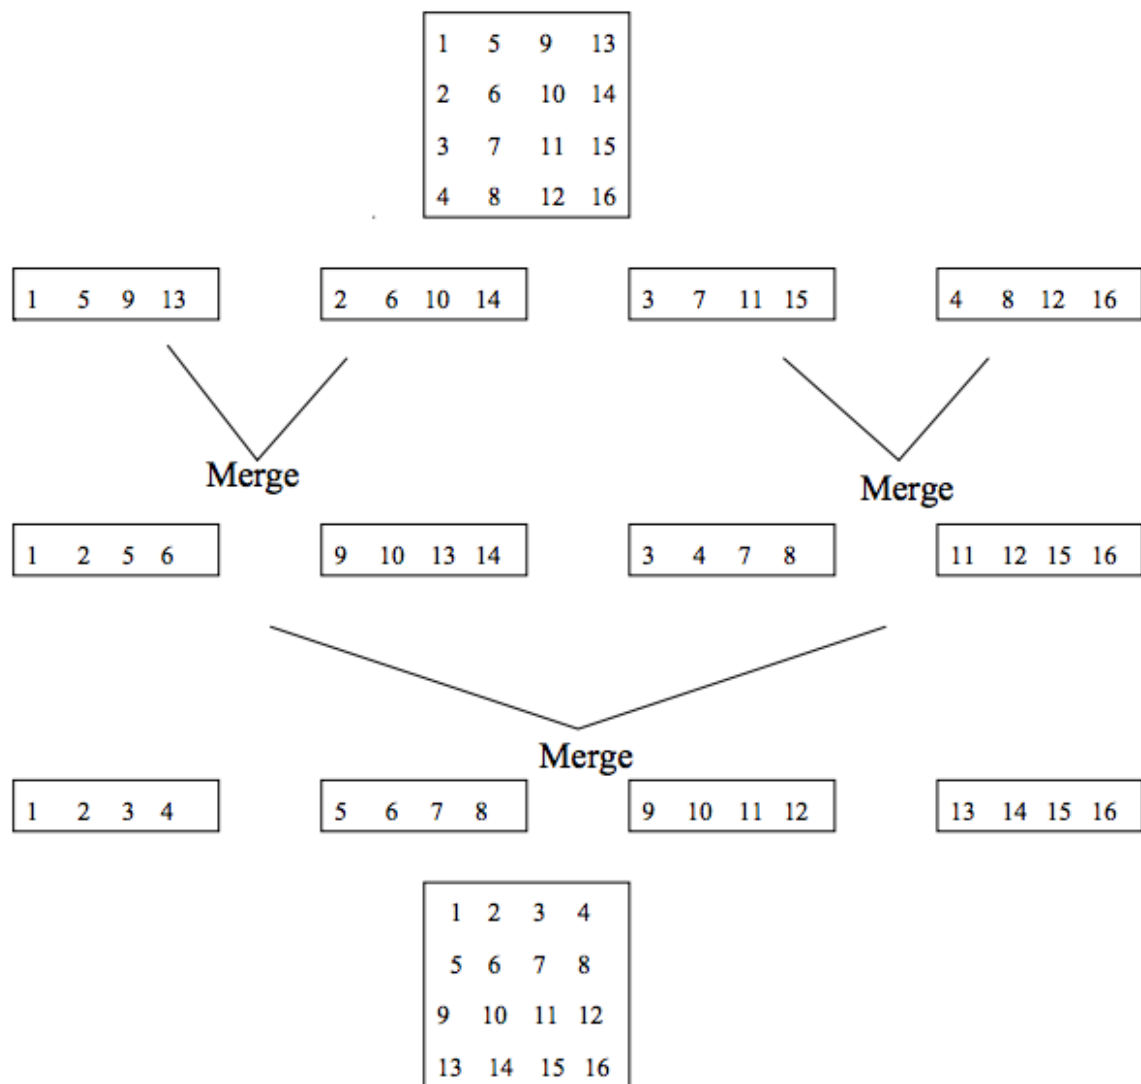 1 5 9 13
2 6 10 14
3 7 11 15
4 8 12 16
1 5 9 13 2 6 10 14 3 7 11 15 4 8 12 16
Merge Merge
1 2 5 6 9 10 13 14 3 4 7 8 11 12 15 16
Merge
1 2 3 4 5 6 7 8 9 10 11 12 13 14 15 16
1 2 3 4
5 6 7 8
9 10 11 12
13 14 15 16